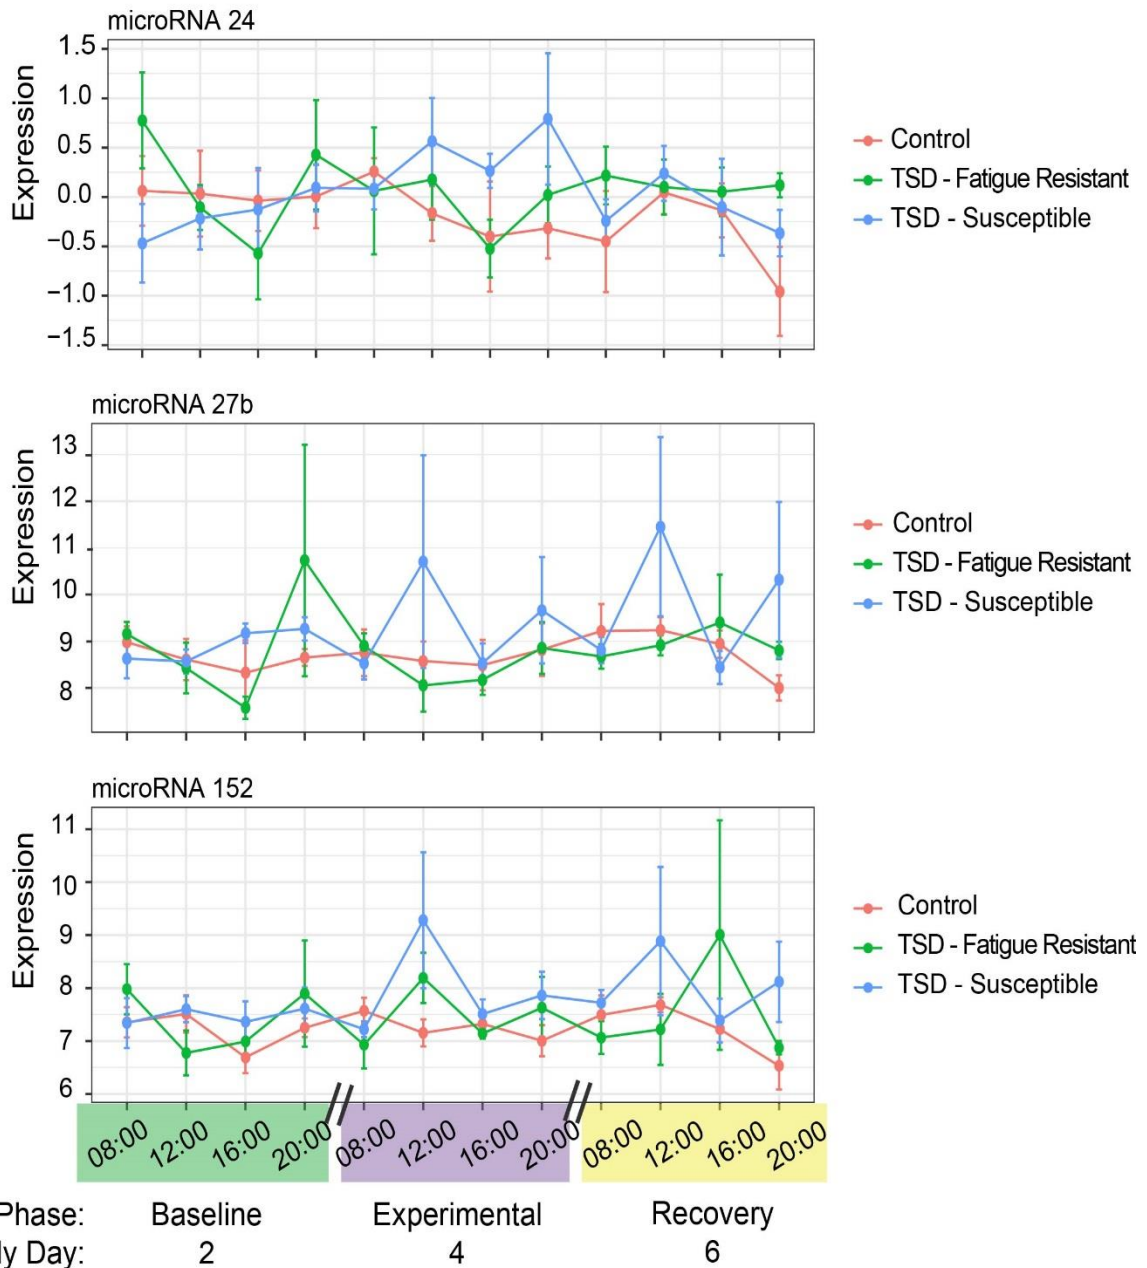 microRNA 24
Expression
1.5
1.0
0.5
0.0
−0.5
−1.0
−1.5
Control
TSD - Fatigue Resistant
TSD - Susceptible
microRNA 27b
Expression
13
12
11
10
9
8
Control
TSD - Fatigue Resistant
TSD - Susceptible
microRNA 152
Expression
11
10
9
8
7
6
Control
TSD - Fatigue Resistant
TSD - Susceptible
08:00 12:00 16:00 20:00 08:00 12:00 16:00 20:00 08:00 12:00 16:00 20:00
Phase: Baseline Experimental Recovery
Day: 2 4 6